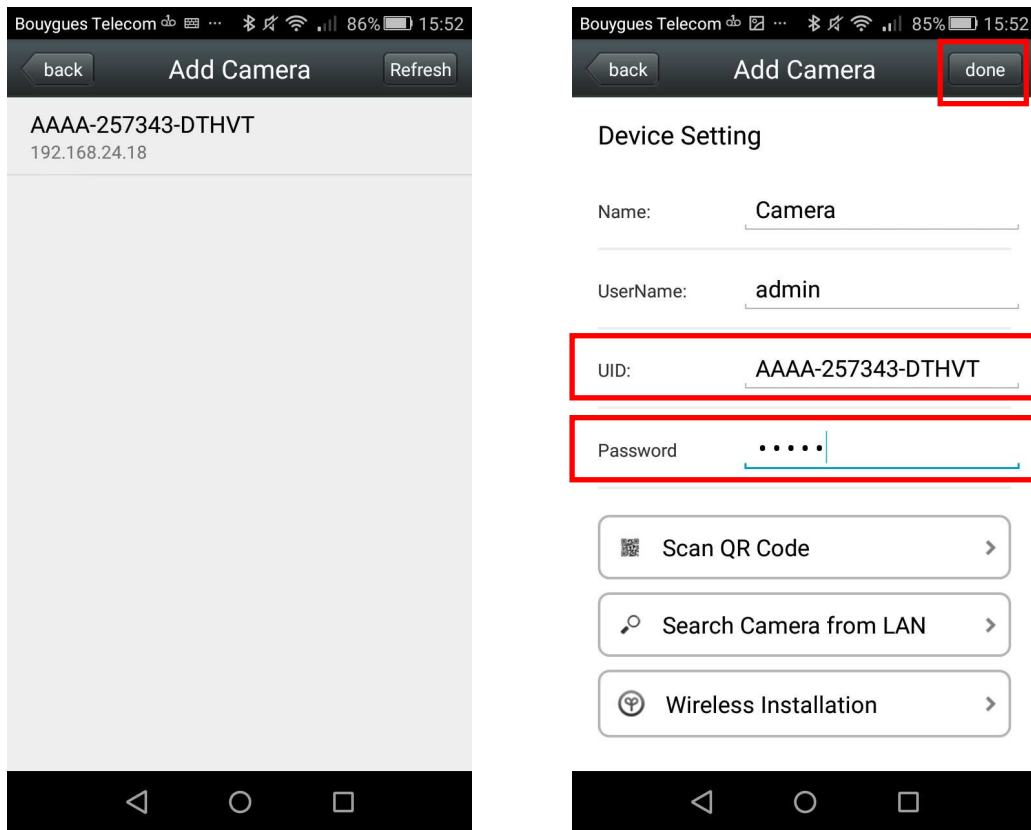 Bouygues Telecom ··· 86% 15:52
back Add Camera Refresh
AAAA-257343-DTHVT
192.168.24.18
Bouygues Telecom ··· 85% 15:52
back Add Camera done
Device Setting
Name: Camera
UserName: admin
UID: AAAA-257343-DTHVT
Password •••••
Scan QR Code
Search Camera from LAN
Wireless Installation